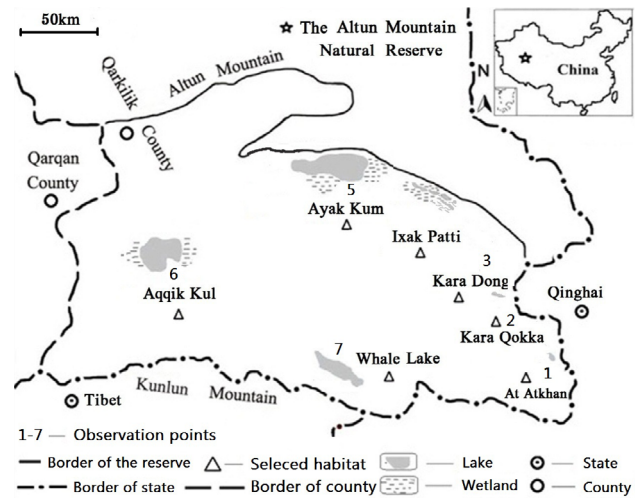 50km
The Altun Mountain
Natural Reserve
N
China
Altun Mountain
Qarkilik
County
Qarqan
County
5
Ayak Kum
Ixak Patti
3
Kara Dong
Qinghai
6
Aqqik Kul
2
Kara Qokka
7
Whale Lake
1
At Atkhan
Kunlun Mountain
Tibet
1-7 — Observation points
Border of the reserve
Seleced habitat
Lake
State
Border of state
Border of county
Wetland
County